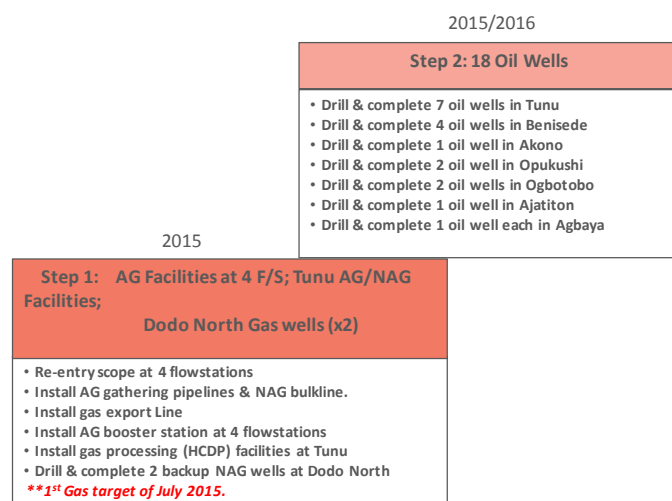 2015/2016
Step 2: 18 Oil Wells
• Drill & complete 7 oil wells in Tunu
• Drill & complete 4 oil wells in Benisede
• Drill & complete 1 oil well in Akono
• Drill & complete 2 oil well in Opukushi
• Drill & complete 2 oil wells in Ogbotobo
• Drill & complete 1 oil well in Ajatiton
• Drill & complete 1 oil well each in Agbaya
2015
Step 1: AG Facilities at 4 F/S; Tunu AG/NAG
Facilities;
Dodo North Gas wells (x2)
• Re-entry scope at 4 flowstations
• Install AG gathering pipelines & NAG bulkline.
• Install gas export Line
• Install AG booster station at 4 flowstations
• Install gas processing (HCDP) facilities at Tunu
• Drill & complete 2 backup NAG wells at Dodo North
**1st Gas target of July 2015.